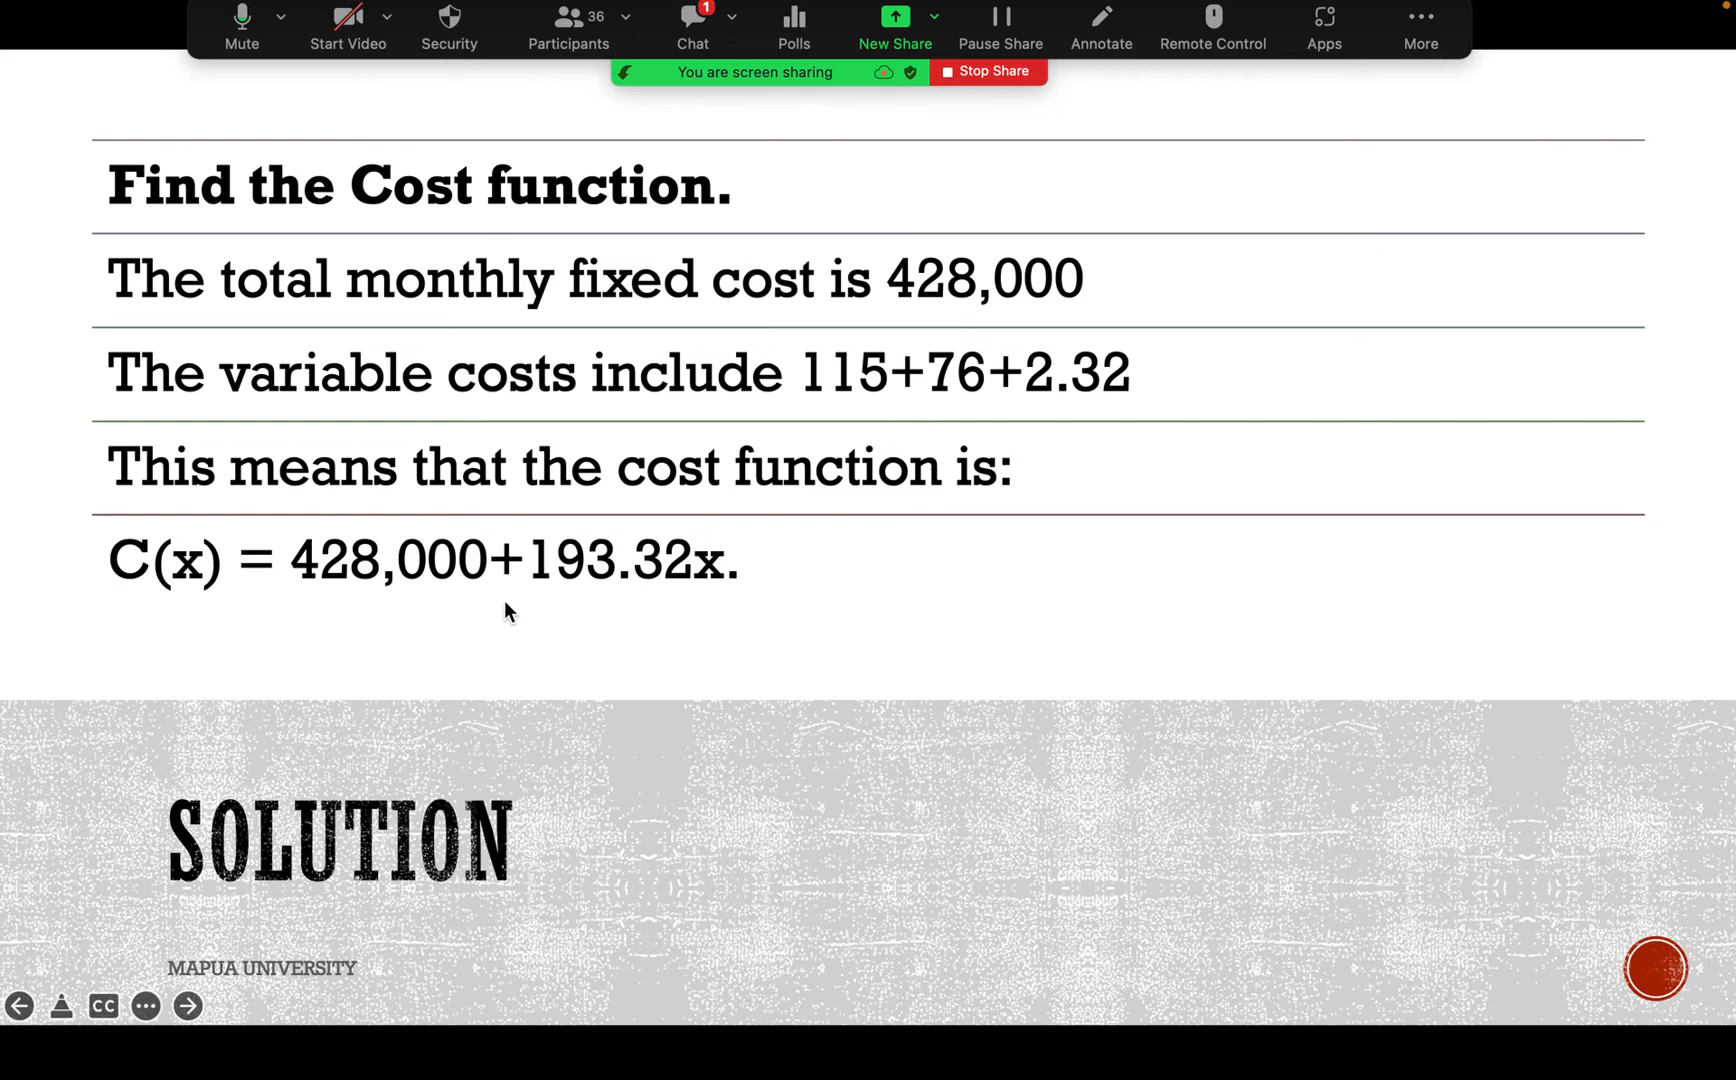 Mute
Start Video
Security
Participants
36
Chat
1
Polls
New Share
Pause Share
Annotate
Remote Control
Apps
More
You are screen sharing
Stop Share
Find the Cost function.
The total monthly fixed cost is 428,000
The variable costs include 115+76+2.32
This means that the cost function is:
C(x) = 428,000+193.32x.
SOLUTION
MAPUA UNIVERSITY
CC